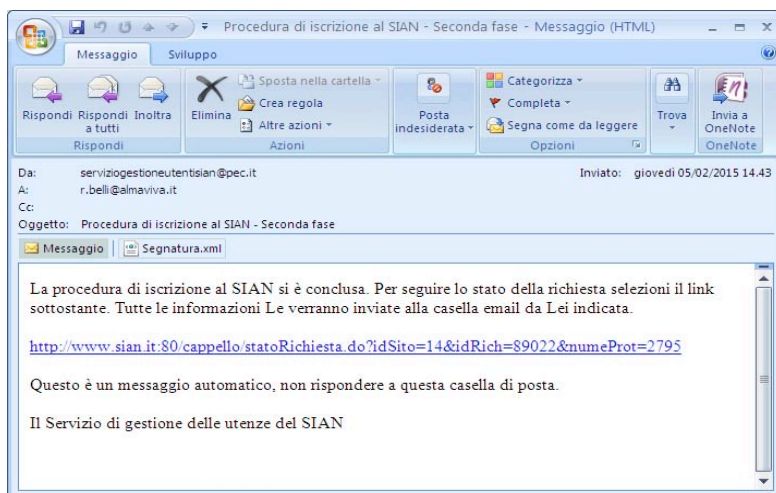 Procedura di iscrizione al SIAN - Seconda fase - Messaggio (HTML)
Messaggio Sviluppo
Rispondi Rispondi a tutti Inoltra
Rispondi
Elimina
Sposta nella cartella
Crea regola
Altre azioni
Azioni
Posta indesiderata
Categorizza
Completa
Segna come da leggere
Opzioni
Trova
Invia a OneNote
OneNote
Da: serviziogestioneutentisian@pec.it Inviato: giovedì 05/02/2015 14.43
A: r.belli@almaviva.it
Cc:
Oggetto: Procedura di iscrizione al SIAN - Seconda fase
Messaggio Segnatura.xml
La procedura di iscrizione al SIAN si è conclusa. Per seguire lo stato della richiesta selezioni il link
sottostante. Tutte le informazioni Le verranno inviate alla casella email da Lei indicata.
http://www.sian.it:80/cappello/statoRichiesta.do?idSito=14&idRich=89022&numeProt=2795
Questo è un messaggio automatico, non rispondere a questa casella di posta.
Il Servizio di gestione delle utenze del SIAN